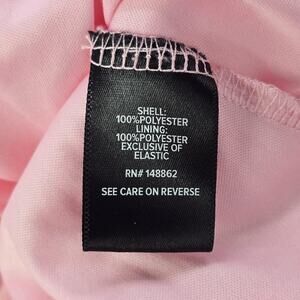 SHELL:
100%POLYESTER
LINING:
100%POLYESTER
EXCLUSIVE OF
ELASTIC
RN# 148862
SEE CARE ON REVERSE